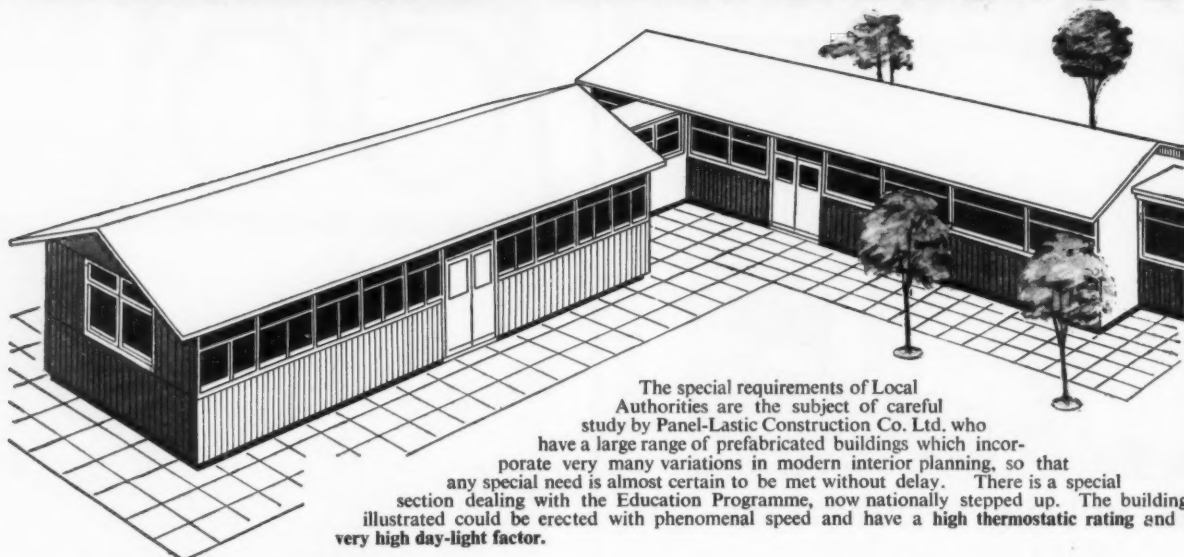 The special requirements of Local
Authorities are the subject of careful
study by Panel-Lastic Construction Co. Ltd. who
have a large range of prefabricated buildings which incor-
porate very many variations in modern interior planning, so that
any special need is almost certain to be met without delay. There is a special
section dealing with the Education Programme, now nationally stepped up. The building
illustrated could be erected with phenomenal speed and have a high thermostatic rating and
very high day-light factor.